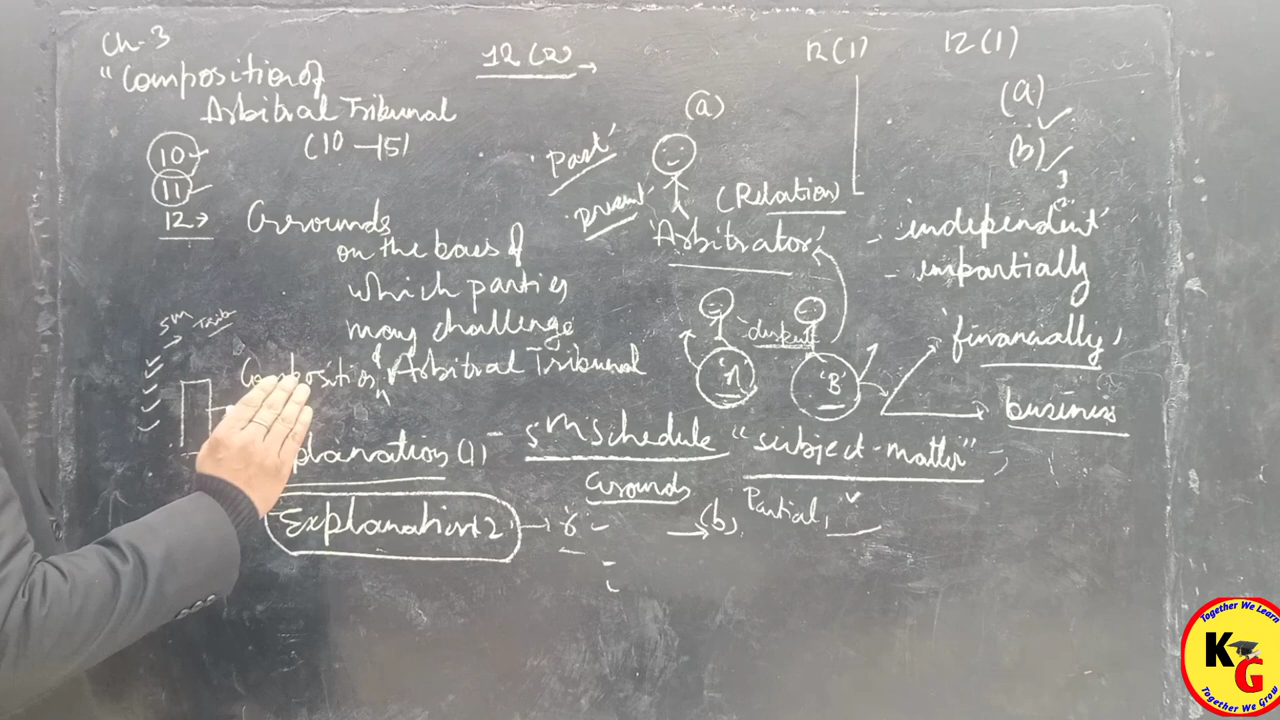 Ch-3
"Composition of
Arbitral Tribunal
(10 - 15)
10
11
12→
Grounds
on the basis of
which parties
may challenge
Composition of Arbitral Tribunal
5th
planation (1) - 5th Schedule "subject-matter"
Grounds
Explanation 2
(b)
Partial,
12(2)→
(a)
'Past'
'Present'
(Relation)
'Arbitrator'
'A'
'B'
12(1)
12(1)
(a)
(b)
3
- independent'
- impartially
'financially'
business
Together We Learn
KG
Together We Grow